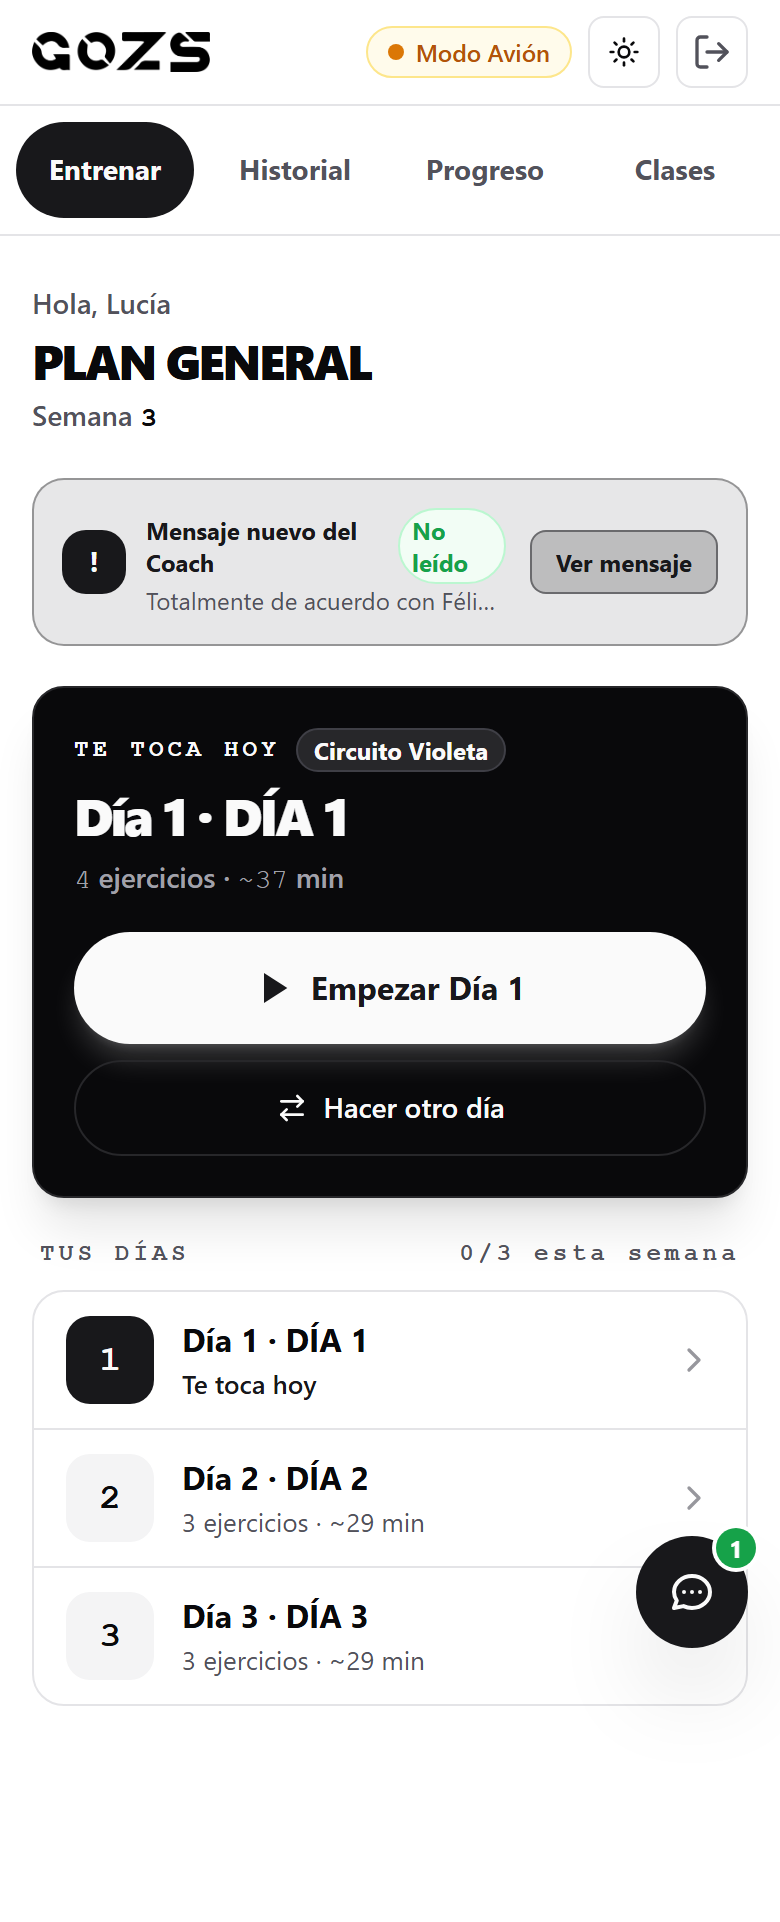 GOZS
Modo Avión
Entrenar
Historial
Progreso
Clases
Hola, Lucía
PLAN GENERAL
Semana 3
!
Mensaje nuevo del
Coach
No
leído
Totalmente de acuerdo con Féli...
Ver mensaje
TE TOCA HOY
Circuito Violeta
Día 1 · DÍA 1
4 ejercicios · ~37 min
Empezar Día 1
Hacer otro día
TUS DÍAS
0/3 esta semana
1
Día 1 · DÍA 1
Te toca hoy
2
Día 2 · DÍA 2
3 ejercicios · ~29 min
1
3
Día 3 · DÍA 3
3 ejercicios · ~29 min